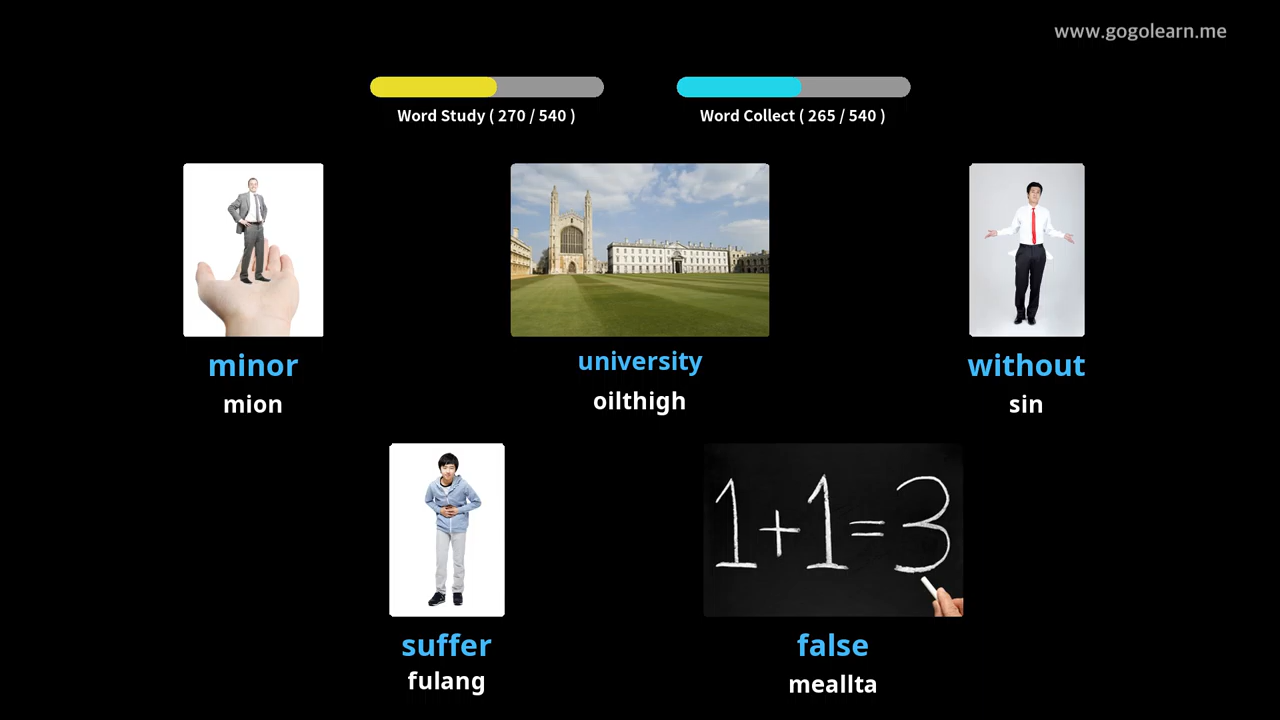 www.gogolearn.me
Word Study ( 270 / 540 )
Word Collect ( 265 / 540 )
minor
mion
university
oilthigh
without
sin
1+1=3
suffer
fulang
false
meallta